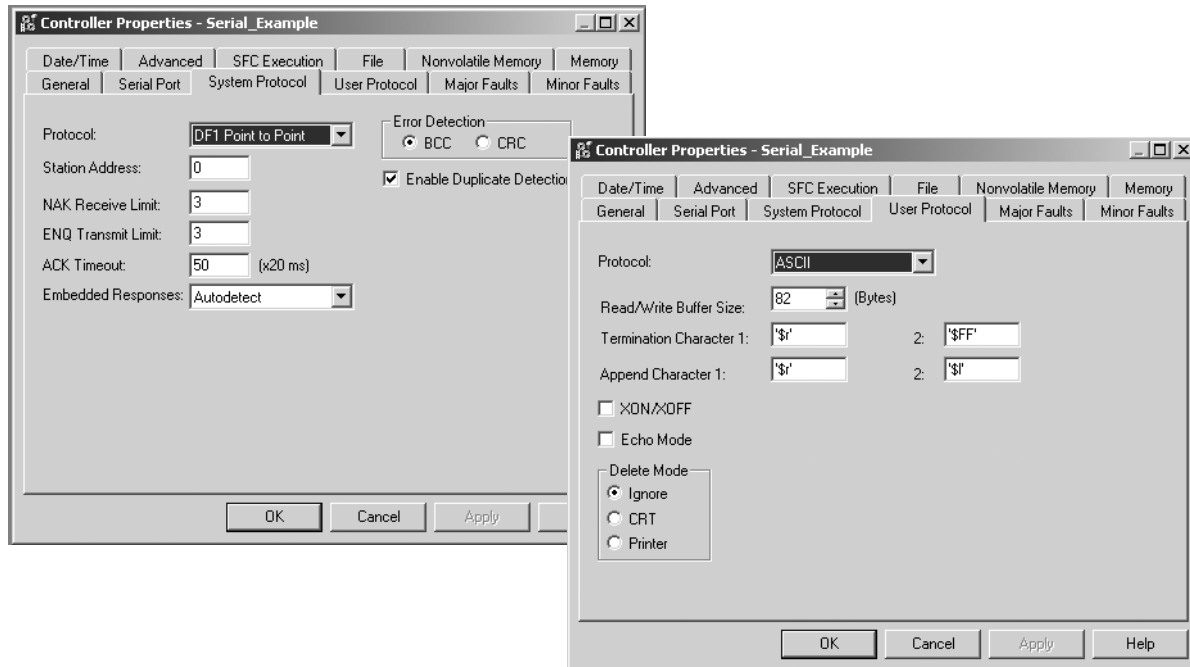 Controller Properties - Serial_Example
Date/Time Advanced SFC Execution File Nonvolatile Memory Memory
General Serial Port System Protocol User Protocol Major Faults Minor Faults
Protocol: DF1 Point to Point
Station Address: 0
NAK Receive Limit: 3
ENQ Transmit Limit: 3
ACK Timeout: 50 (x20 ms)
Embedded Responses: Autodetect
Error Detection
BCC CRC
Enable Duplicate Detection
OK Cancel Apply
Controller Properties - Serial_Example
Date/Time Advanced SFC Execution File Nonvolatile Memory Memory
General Serial Port System Protocol User Protocol Major Faults Minor Faults
Protocol: ASCII
Read/Write Buffer Size: 82 (Bytes)
Termination Character 1: '$r' 2: '$FF'
Append Character 1: '$r' 2: '$l'
XON/XOFF
Echo Mode
Delete Mode
Ignore
CRT
Printer
OK Cancel Apply Help